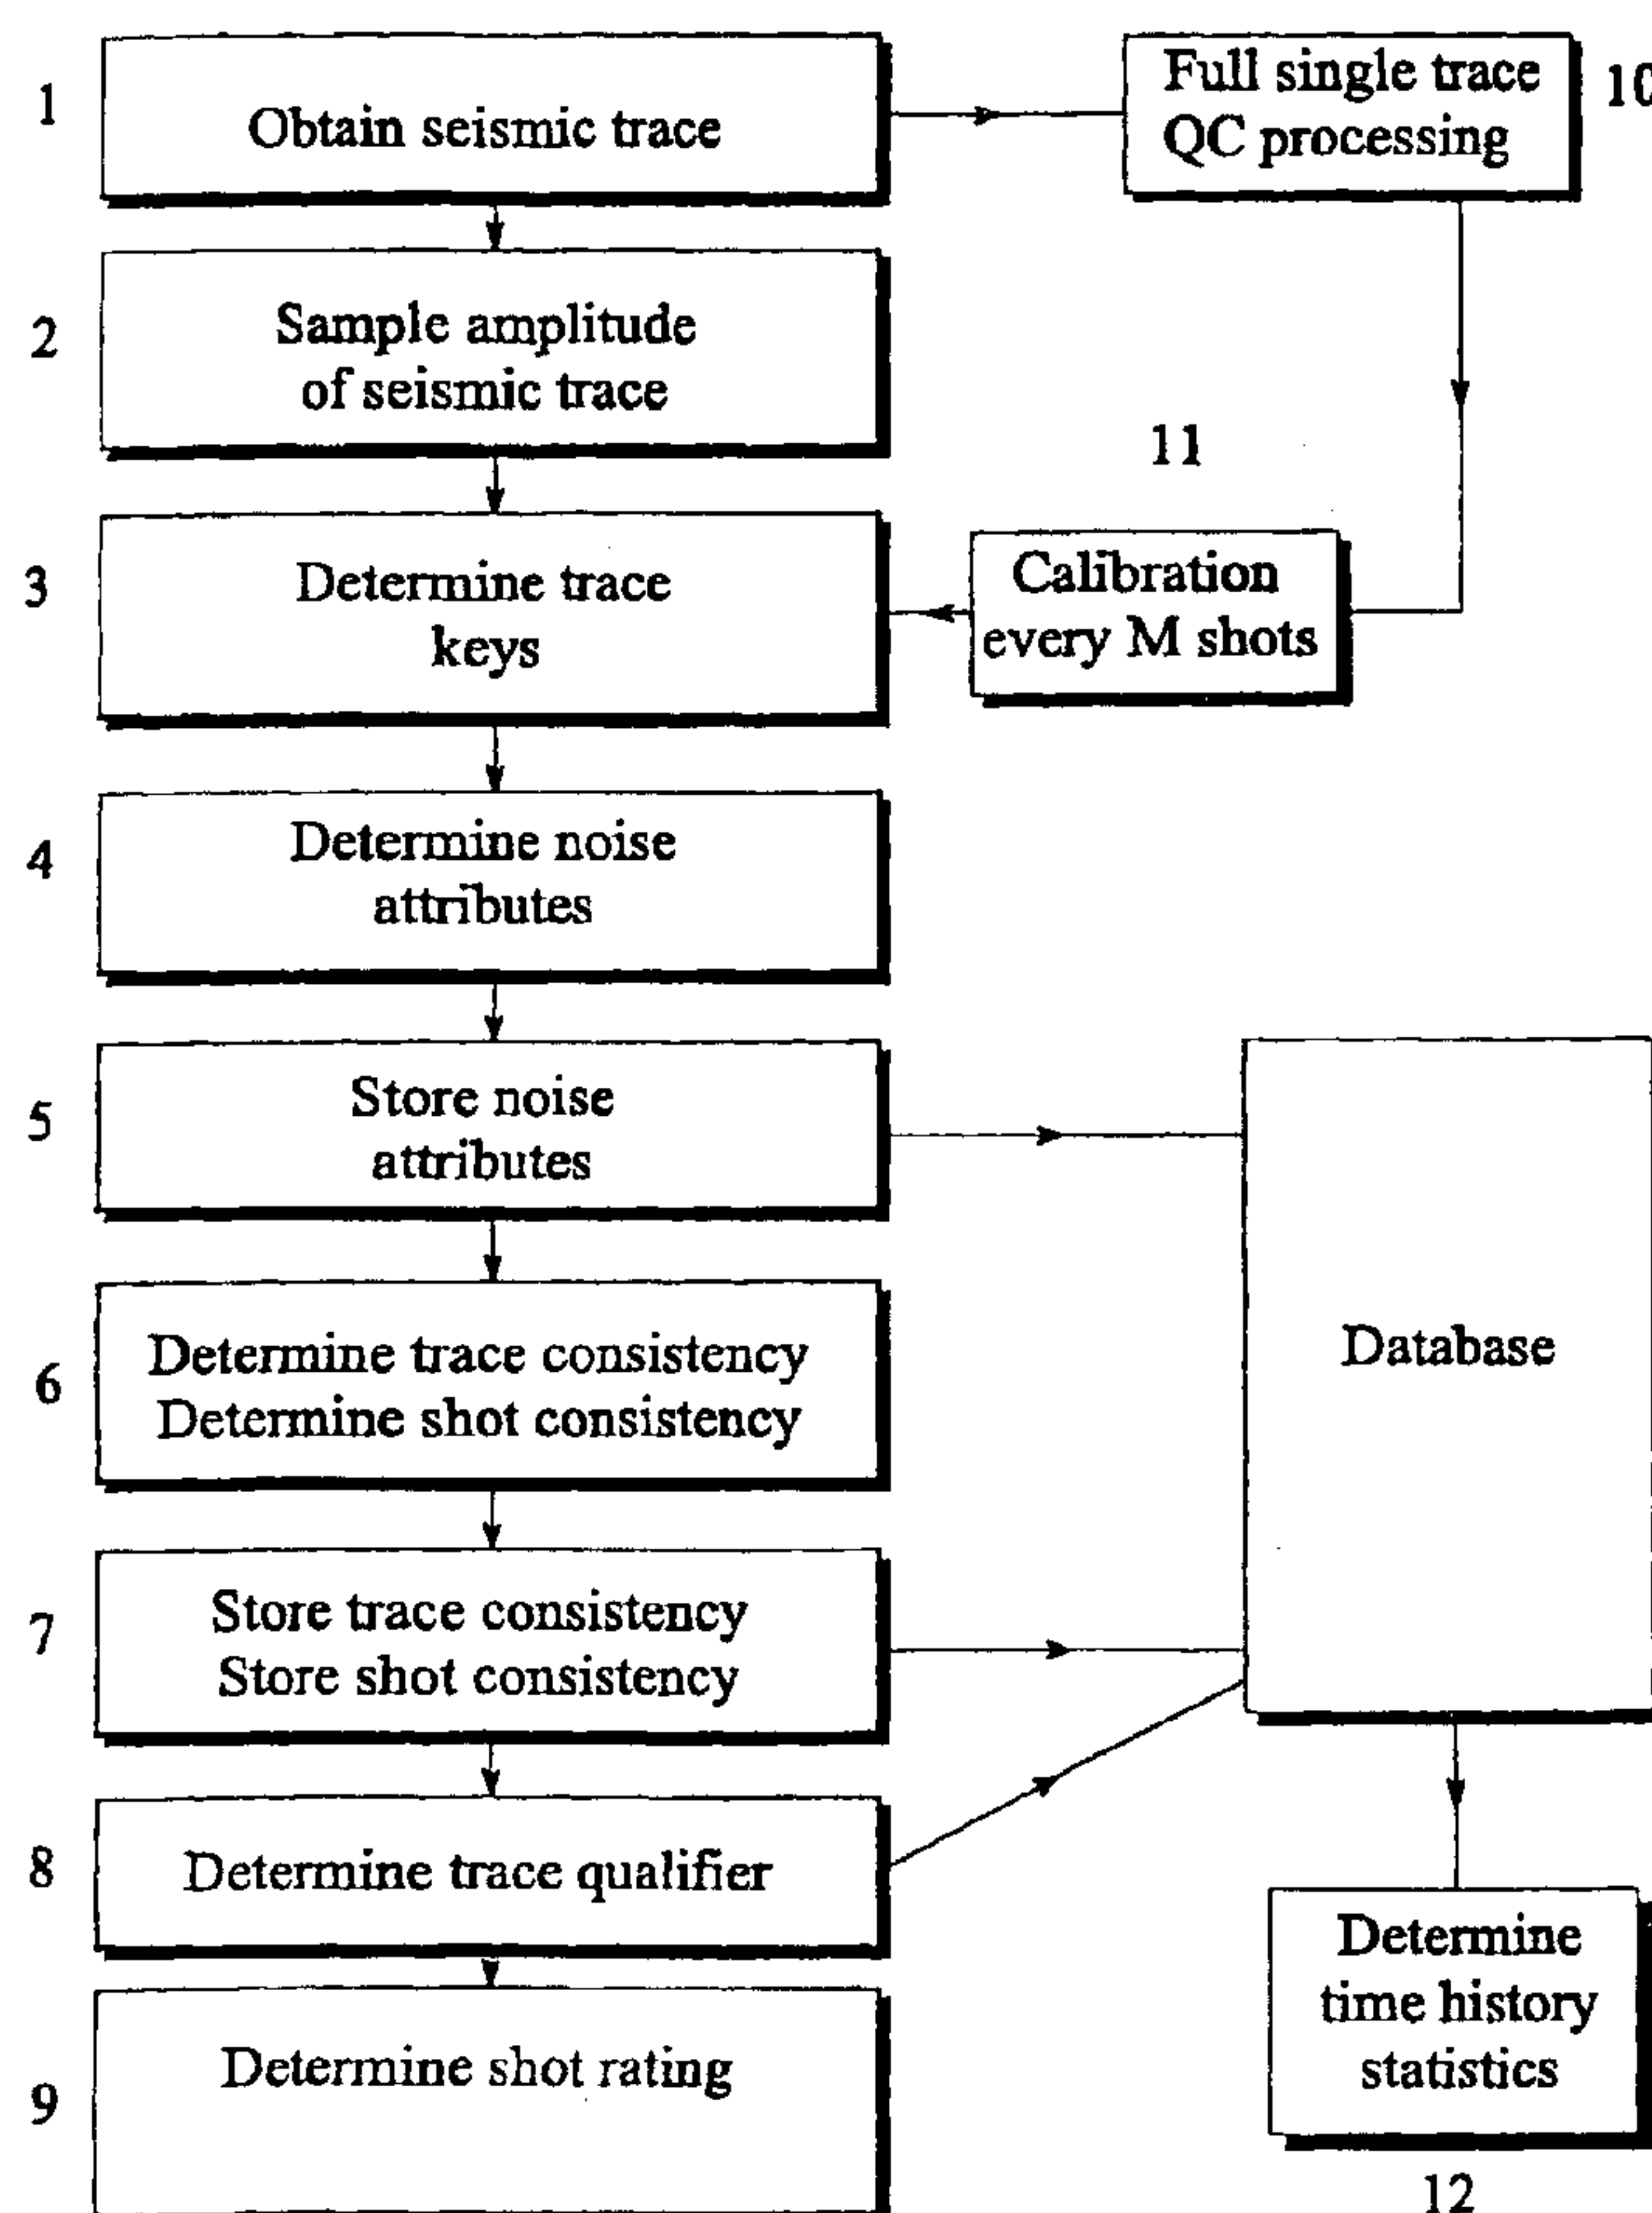 1
Obtain seismic trace
Full single trace
QC processing
10
2
Sample amplitude
of seismic trace
11
3
Determine trace
keys
Calibration
every M shots
4
Determine noise
attributes
5
Store noise
attributes
Database
6
Determine trace consistency
Determine shot consistency
7
Store trace consistency
Store shot consistency
8
Determine trace qualifier
Determine
time history
statistics
9
Determine shot rating
12